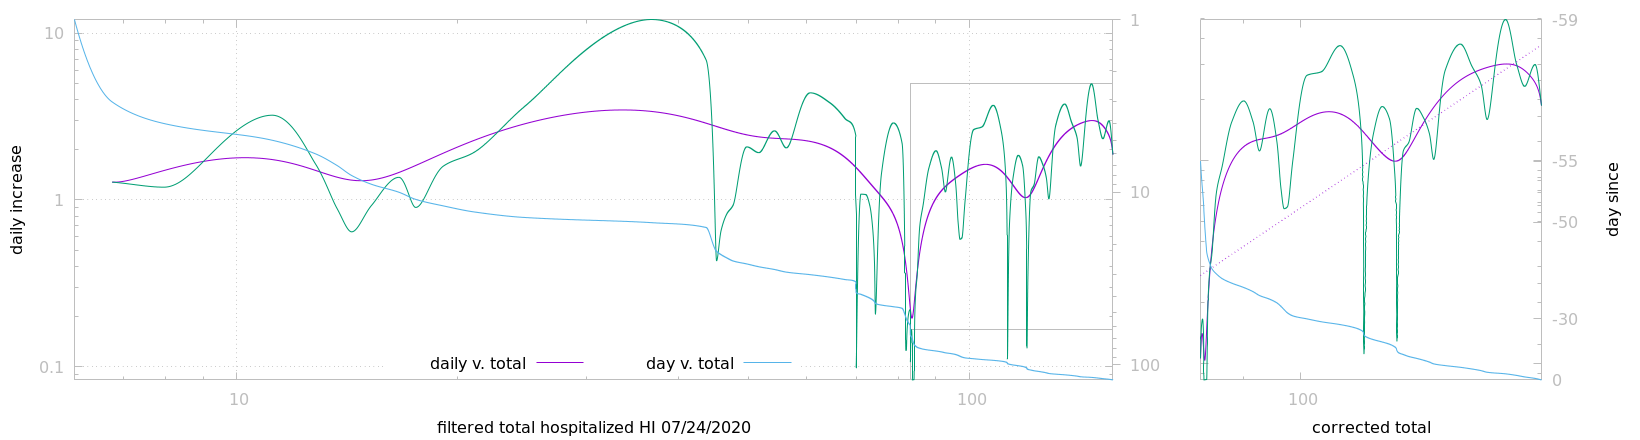 10
1
0.1
daily increase
10
100
filtered total hospitalized HI 07/24/2020
daily v. total
day v. total
1
10
100
100
corrected total
-59
-55
-50
-30
0
day since